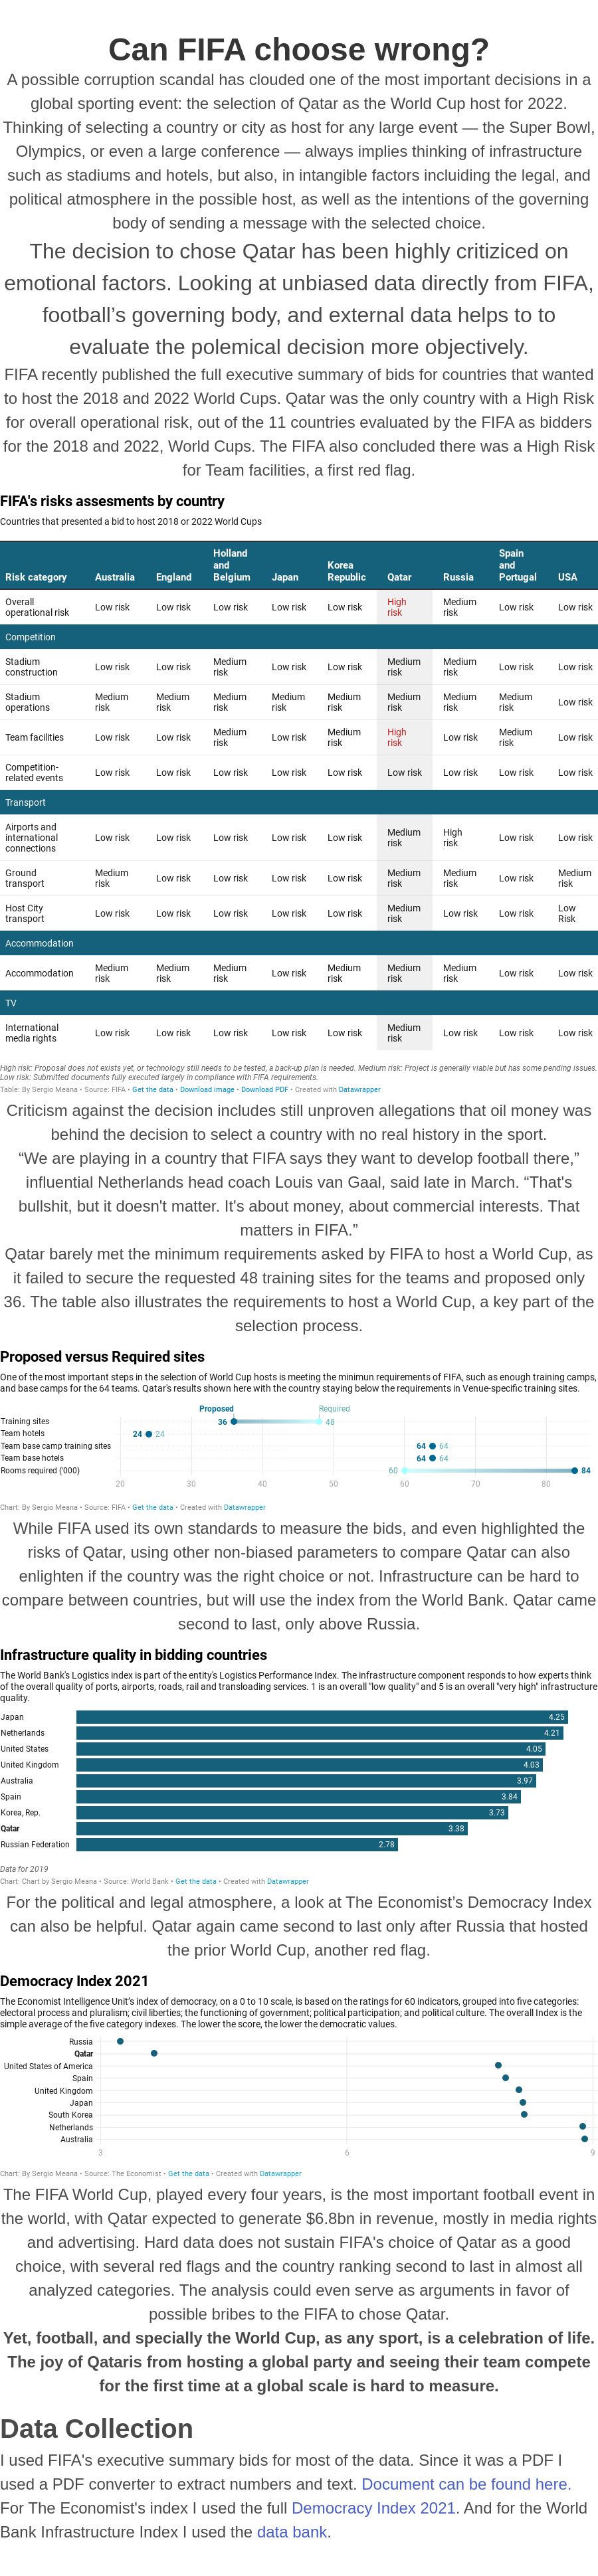 Can FIFA choose wrong?
A possible corruption scandal has clouded one of the most important decisions in a
global sporting event: the selection of Qatar as the World Cup host for 2022.
Thinking of selecting a country or city as host for any large event — the Super Bowl,
Olympics, or even a large conference — always implies thinking of infrastructure
such as stadiums and hotels, but also, in intangible factors incluiding the legal, and
political atmosphere in the possible host, as well as the intentions of the governing
body of sending a message with the selected choice.
The decision to chose Qatar has been highly critiziced on
emotional factors. Looking at unbiased data directly from FIFA,
football’s governing body, and external data helps to to
evaluate the polemical decision more objectively.
FIFA recently published the full executive summary of bids for countries that wanted
to host the 2018 and 2022 World Cups. Qatar was the only country with a High Risk
for overall operational risk, out of the 11 countries evaluated by the FIFA as bidders
for the 2018 and 2022, World Cups. The FIFA also concluded there was a High Risk
for Team facilities, a first red flag.
FIFA's risks assesments by country
Countries that presented a bid to host 2018 or 2022 World Cups
Risk category Australia England Holland and Belgium Japan Korea Republic Qatar Russia Spain and Portugal USA
Overall operational risk Low risk Low risk Low risk Low risk Low risk High risk Medium risk Low risk Low risk
Competition
Stadium construction Low risk Low risk Medium risk Low risk Low risk Medium risk Medium risk Low risk Low risk
Stadium operations Medium risk Medium risk Medium risk Medium risk Medium risk Medium risk Medium risk Medium risk Low risk
Team facilities Low risk Low risk Medium risk Low risk Medium risk High risk Low risk Medium risk Low risk
Competition-related events Low risk Low risk Low risk Low risk Low risk Low risk Low risk Low risk Low risk
Transport
Airports and international connections Low risk Low risk Low risk Low risk Low risk Medium risk High risk Low risk Low risk
Ground transport Medium risk Low risk Low risk Low risk Low risk Medium risk Medium risk Low risk Medium risk
Host City transport Low risk Low risk Low risk Low risk Low risk Medium risk Low risk Low risk Low Risk
Accommodation
Accommodation Medium risk Medium risk Medium risk Low risk Medium risk Medium risk Medium risk Low risk Low risk
TV
International media rights Low risk Low risk Low risk Low risk Low risk Medium risk Low risk Low risk Low risk
High risk: Proposal does not exists yet, or technology still needs to be tested, a back-up plan is needed. Medium risk: Project is generally viable but has some pending issues.
Low risk: Submitted documents fully executed largely in compliance with FIFA requirements.
Table: By Sergio Meana • Source: FIFA • Get the data • Download image • Download PDF • Created with Datawrapper
Criticism against the decision includes still unproven allegations that oil money was
behind the decision to select a country with no real history in the sport.
“We are playing in a country that FIFA says they want to develop football there,”
influential Netherlands head coach Louis van Gaal, said late in March. “That's
bullshit, but it doesn't matter. It's about money, about commercial interests. That
matters in FIFA.”
Qatar barely met the minimum requirements asked by FIFA to host a World Cup, as
it failed to secure the requested 48 training sites for the teams and proposed only
36. The table also illustrates the requirements to host a World Cup, a key part of the
selection process.
Proposed versus Required sites
One of the most important steps in the selection of World Cup hosts is meeting the minimum requirements of FIFA, such as enough training camps,
and base camps for the 64 teams. Qatar's results shown here with the country staying below the requirements in Venue-specific training sites.
Proposed Required
Training sites 36 48
Team hotels 24 24
Team base camp training sites 64 64
Team base hotels 64 64
Rooms required ('000) 60 84
20 30 40 50 60 70 80
Chart: By Sergio Meana • Source: FIFA • Get the data • Created with Datawrapper
While FIFA used its own standards to measure the bids, and even highlighted the
risks of Qatar, using other non-biased parameters to compare Qatar can also
enlighten if the country was the right choice or not. Infrastructure can be hard to
compare between countries, but will use the index from the World Bank. Qatar came
second to last, only above Russia.
Infrastructure quality in bidding countries
The World Bank's Logistics index is part of the entity's Logistics Performance Index. The infrastructure component responds to how experts think
of the overall quality of ports, airports, roads, rail and transloading services. 1 is an overall "low quality" and 5 is an overall "very high" infrastructure
quality.
Japan 4.25
Netherlands 4.21
United States 4.05
United Kingdom 4.03
Australia 3.97
Spain 3.84
Korea, Rep. 3.73
Qatar 3.38
Russian Federation 2.78
Data for 2019
Chart: Chart by Sergio Meana • Source: World Bank • Get the data • Created with Datawrapper
For the political and legal atmosphere, a look at The Economist’s Democracy Index
can also be helpful. Qatar again came second to last only after Russia that hosted
the prior World Cup, another red flag.
Democracy Index 2021
The Economist Intelligence Unit’s index of democracy, on a 0 to 10 scale, is based on the ratings for 60 indicators, grouped into five categories:
electoral process and pluralism; civil liberties; the functioning of government; political participation; and political culture. The overall Index is the
simple average of the five category indexes. The lower the score, the lower the democratic values.
Russia
Qatar
United States of America
Spain
United Kingdom
Japan
South Korea
Netherlands
Australia
3 6 9
Chart: By Sergio Meana • Source: The Economist • Get the data • Created with Datawrapper
The FIFA World Cup, played every four years, is the most important football event in
the world, with Qatar expected to generate $6.8bn in revenue, mostly in media rights
and advertising. Hard data does not sustain FIFA's choice of Qatar as a good
choice, with several red flags and the country ranking second to last in almost all
analyzed categories. The analysis could even serve as arguments in favor of
possible bribes to the FIFA to chose Qatar.
Yet, football, and specially the World Cup, as any sport, is a celebration of life.
The joy of Qataris from hosting a global party and seeing their team compete
for the first time at a global scale is hard to measure.
Data Collection
I used FIFA's executive summary bids for most of the data. Since it was a PDF I
used a PDF converter to extract numbers and text. Document can be found here.
For The Economist's index I used the full Democracy Index 2021. And for the World
Bank Infrastructure Index I used the data bank.